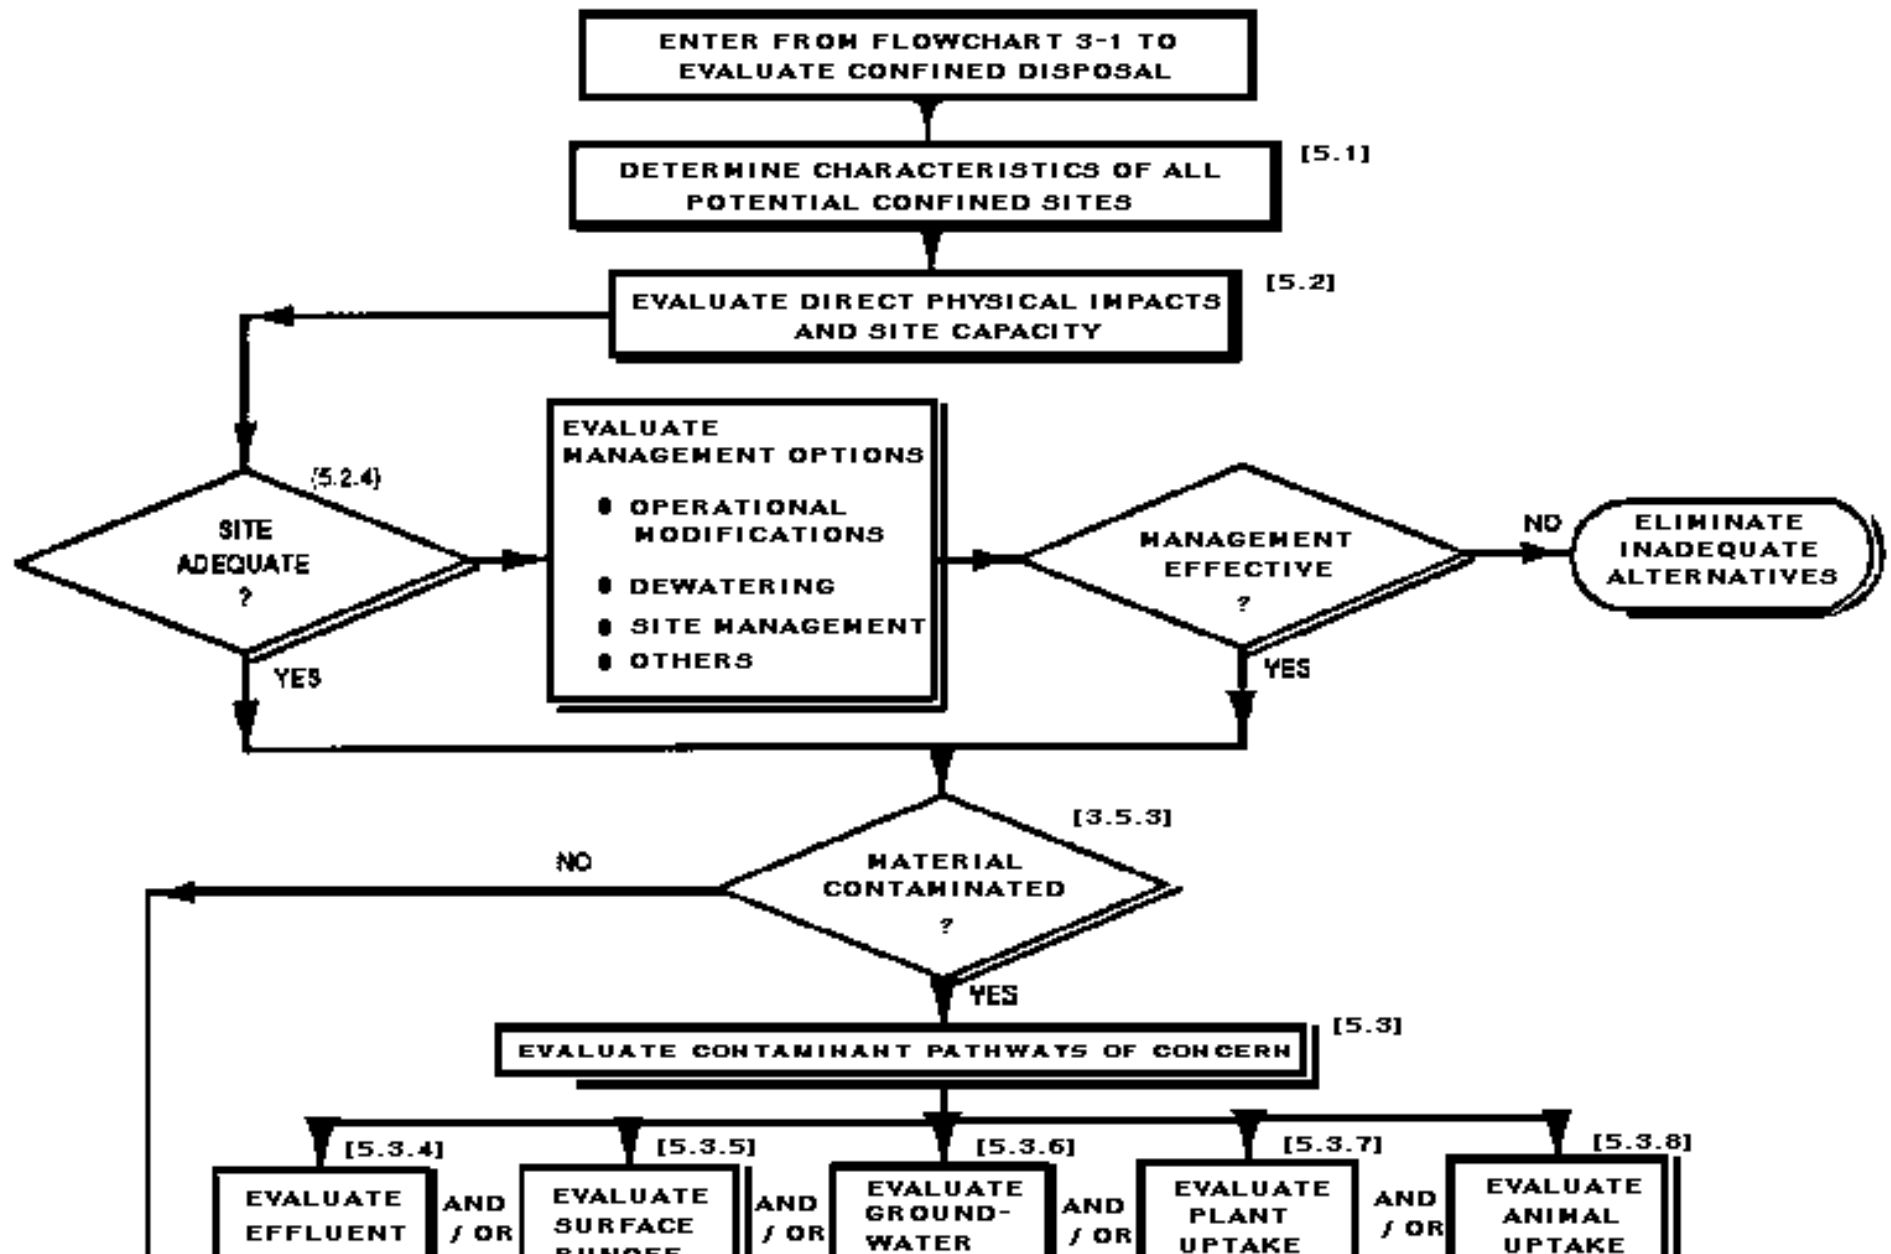 ENTER FROM FLOWCHART 3-1 TO
EVALUATE CONFINED DISPOSAL
[5.1]
DETERMINE CHARACTERISTICS OF ALL
POTENTIAL CONFINED SITES
[5.2]
EVALUATE DIRECT PHYSICAL IMPACTS
AND SITE CAPACITY
(5.2.4)
SITE
ADEQUATE
?
YES
EVALUATE
MANAGEMENT OPTIONS
● OPERATIONAL
MODIFICATIONS
● DEWATERING
● SITE MANAGEMENT
● OTHERS
MANAGEMENT
EFFECTIVE
?
YES
NO
ELIMINATE
INADEQUATE
ALTERNATIVES
[3.5.3]
MATERIAL
CONTAMINATED
?
NO
YES
[5.3]
EVALUATE CONTAMINANT PATHWAYS OF CONCERN
[5.3.4]
EVALUATE
EFFLUENT
AND
/ OR
[5.3.5]
EVALUATE
SURFACE
RUNOFF
AND
/ OR
[5.3.6]
EVALUATE
GROUND-
WATER
AND
/ OR
[5.3.7]
EVALUATE
PLANT
UPTAKE
AND
/ OR
[5.3.8]
EVALUATE
ANIMAL
UPTAKE